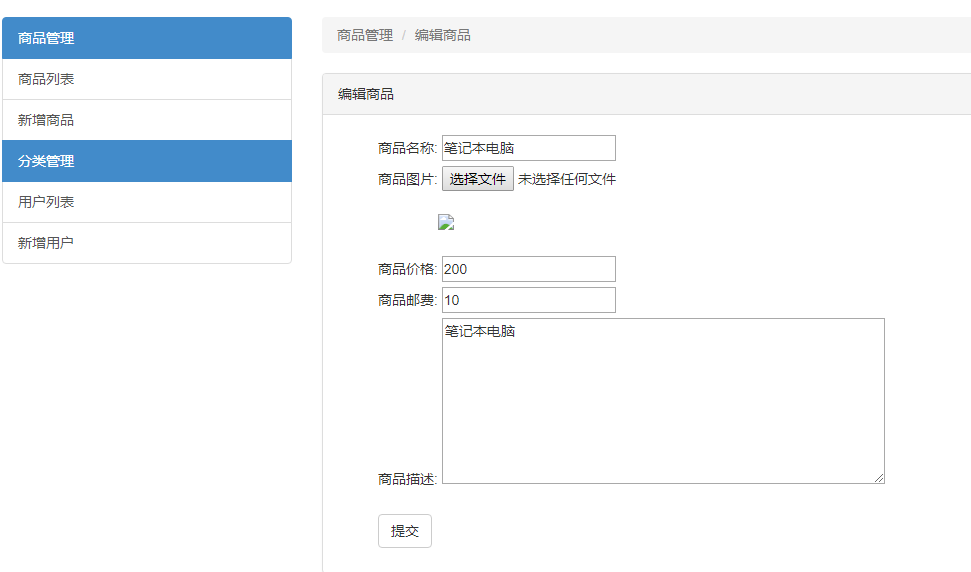 商品管理
商品列表
新增商品
分类管理
用户列表
新增用户
商品管理 / 编辑商品
编辑商品
商品名称: 笔记本电脑
商品图片: 选择文件 未选择任何文件
商品价格: 200
商品邮费: 10
笔记本电脑
商品描述:
提交